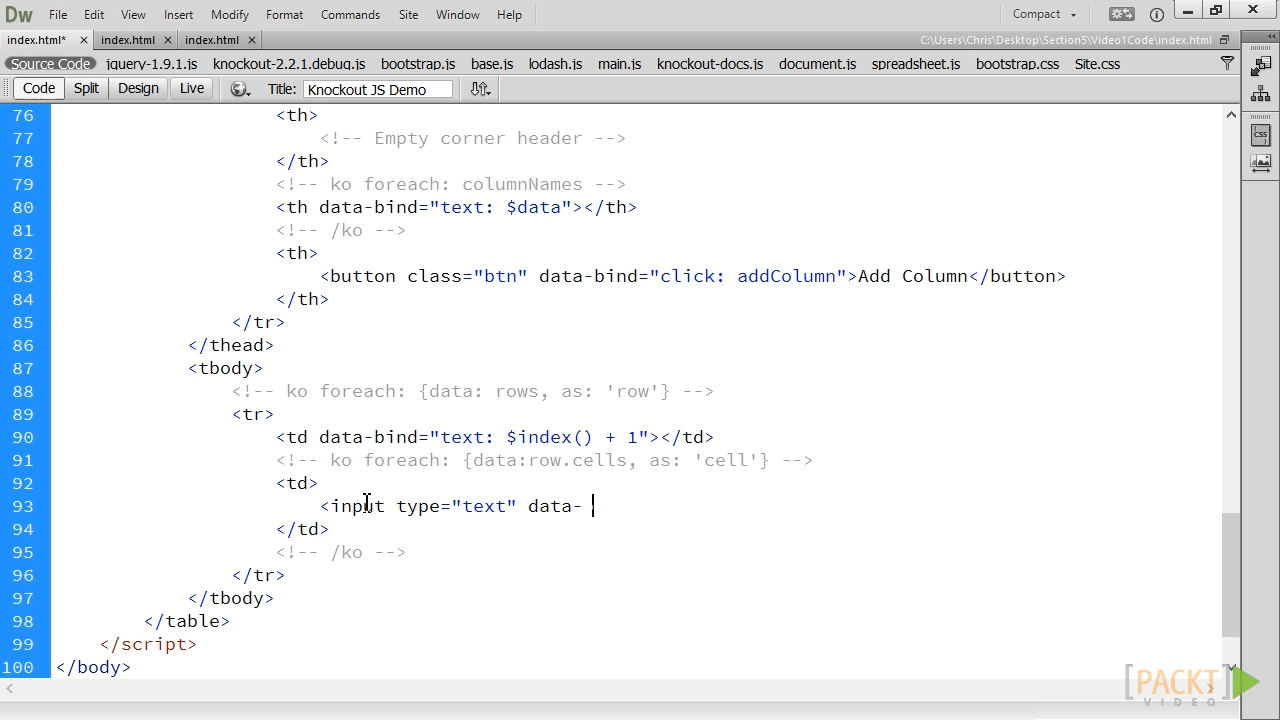 Dw File Edit View Insert Modify Format Commands Site Window Help Compact
index.html* index.html index.html C:\Users\Chris\Desktop\Section5\Video1Code\index.html
Source Code jquery-1.9.1.js knockout-2.2.1.debug.js bootstrap.js base.js lodash.js main.js knockout-docs.js document.js spreadsheet.js bootstrap.css Site.css
Code Split Design Live Title: Knockout JS Demo
76 <th>
77 <!-- Empty corner header -->
78 </th>
79 <!-- ko foreach: columnNames -->
80 <th data-bind="text: $data"></th>
81 <!-- /ko -->
82 <th>
83 <button class="btn" data-bind="click: addColumn">Add Column</button>
84 </th>
85 </tr>
86 </thead>
87 <tbody>
88 <!-- ko foreach: {data: rows, as: 'row'} -->
89 <tr>
90 <td data-bind="text: $index() + 1"></td>
91 <!-- ko foreach: {data:row.cells, as: 'cell'} -->
92 <td>
93 <input type="text" data-
94 </td>
95 <!-- /ko -->
96 </tr>
97 </tbody>
98 </table>
99 </script>
100 </body>
[PACKT]
VIDEO